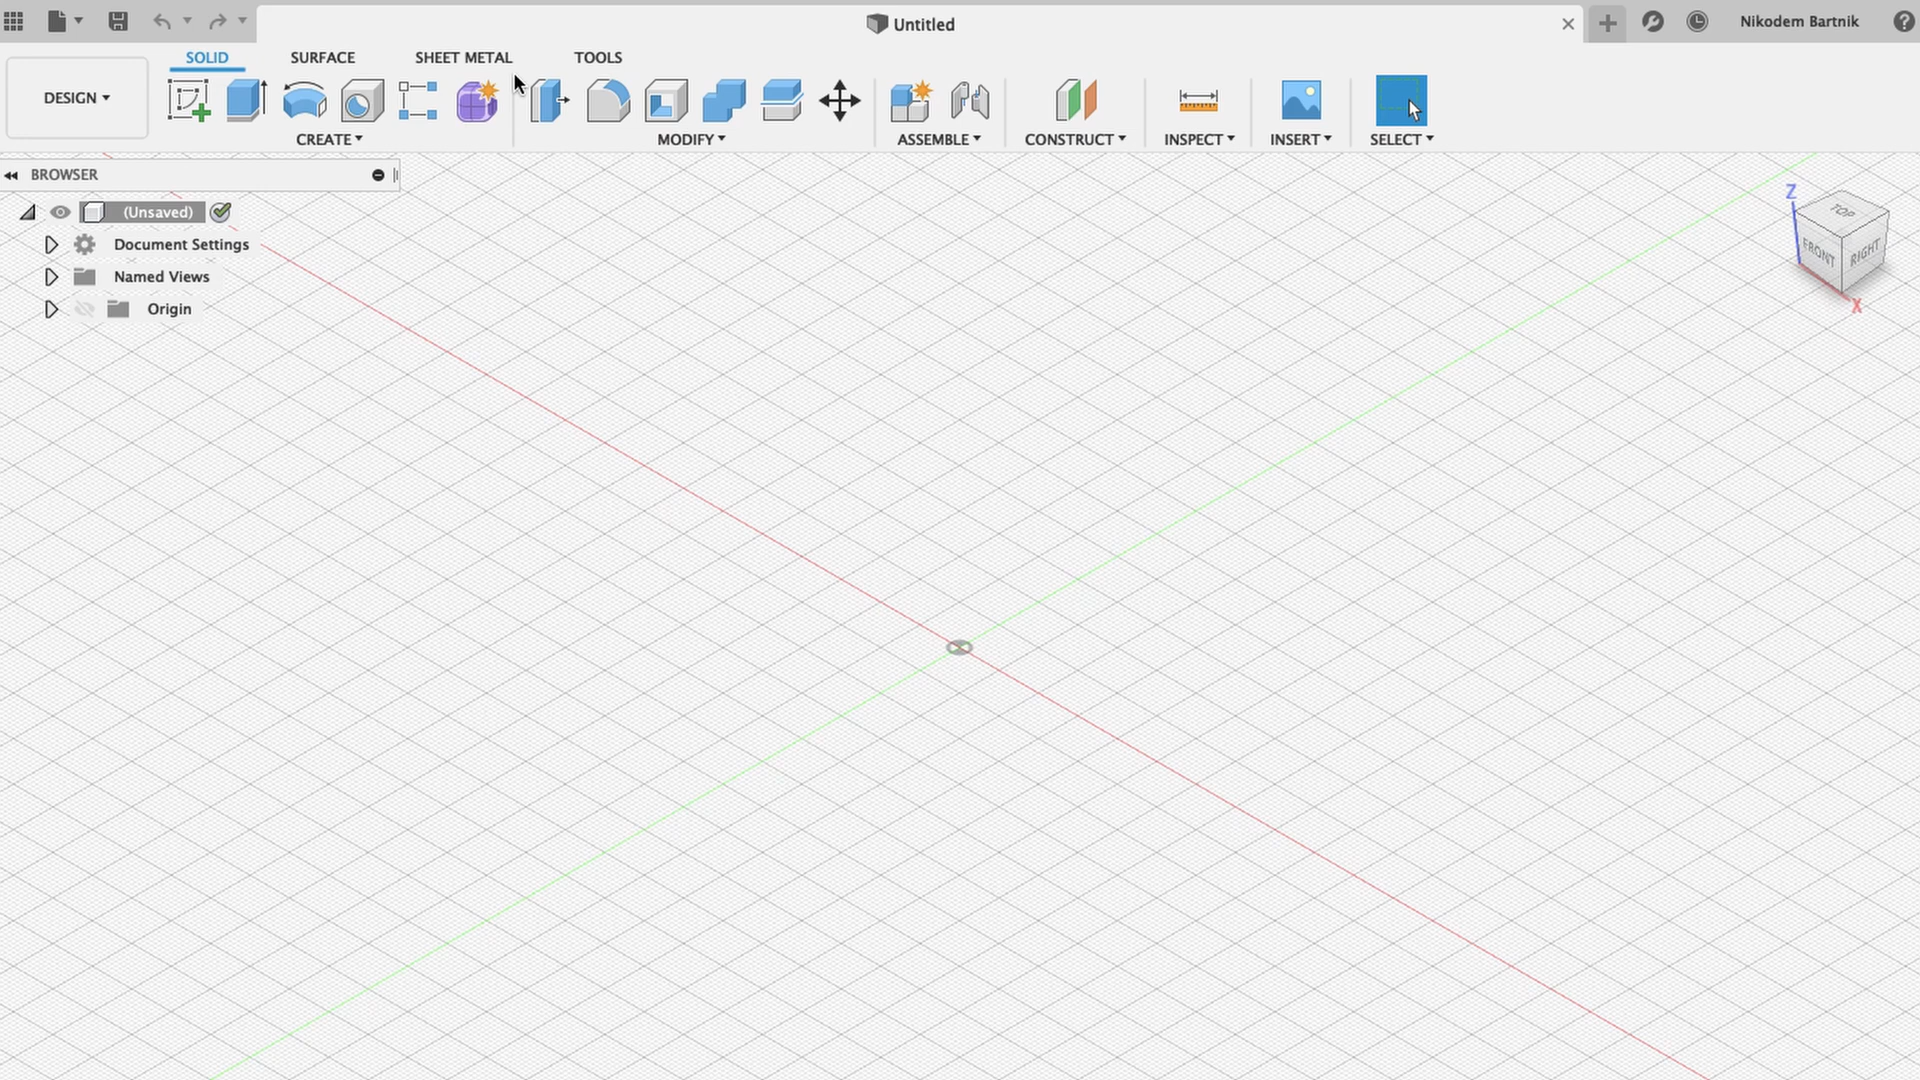 Untitled
Nikodem Bartnik
SOLID SURFACE SHEET METAL TOOLS
DESIGN
CREATE MODIFY ASSEMBLE CONSTRUCT INSPECT INSERT SELECT
BROWSER
(Unsaved)
Document Settings
Named Views
Origin
Z
TOP
FRONT RIGHT
X